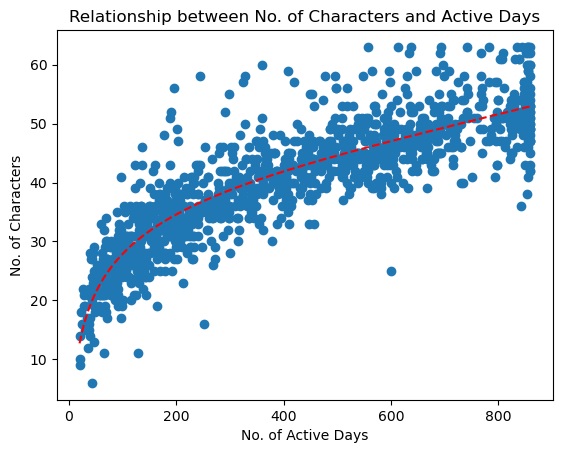 Relationship between No. of Characters and Active Days
60
50
40
30
20
10
No. of Characters
0 200 400 600 800
No. of Active Days